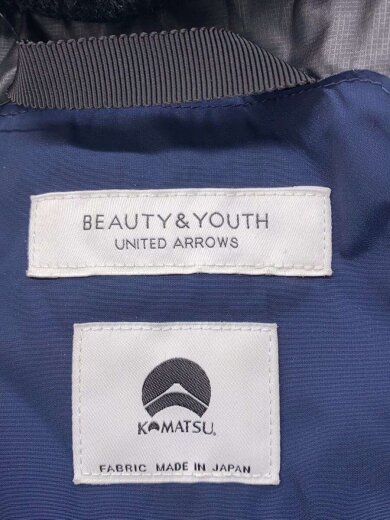 BEAUTY&YOUTH
UNITED ARROWS
KOMATSU.
FABRIC MADE IN JAPAN